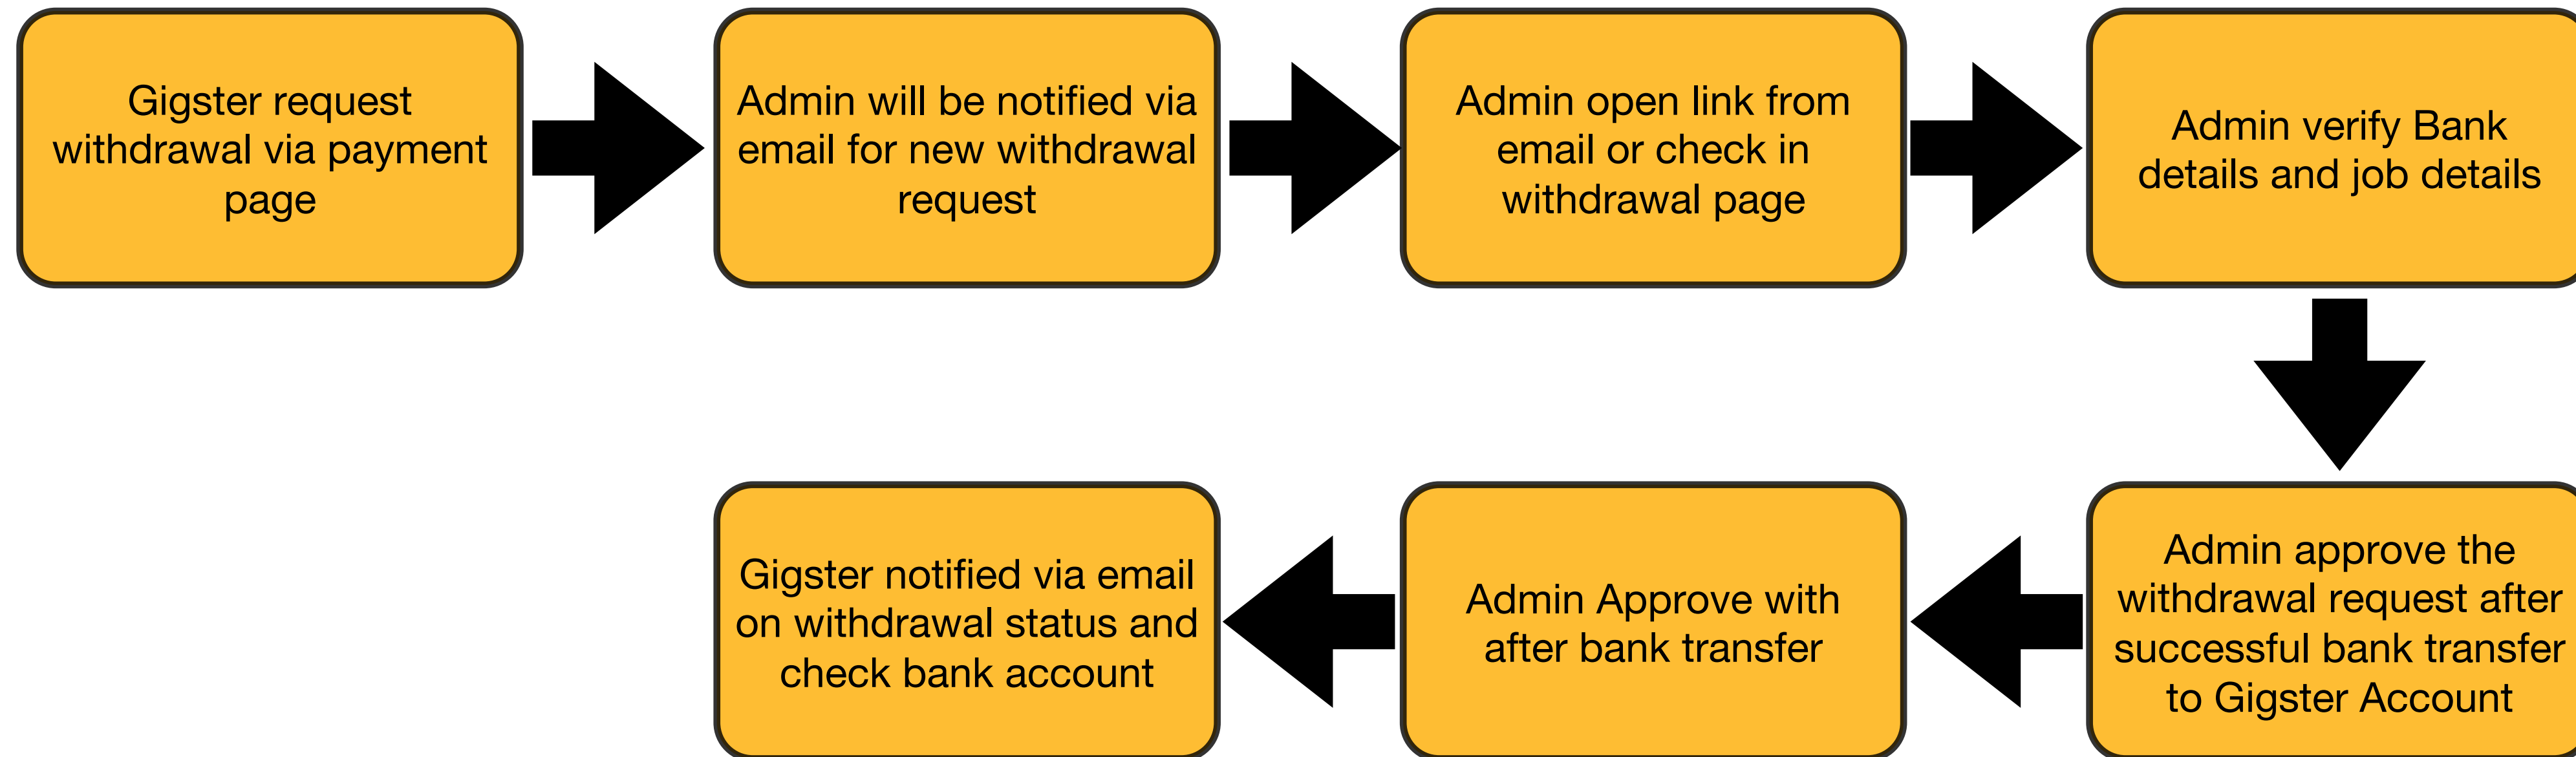 Gigster request
withdrawal via payment
page
Admin will be notified via
email for new withdrawal
request
Admin open link from
email or check in
withdrawal page
Admin verify Bank
details and job details
Admin approve the
withdrawal request after
successful bank transfer
to Gigster Account
Admin Approve with
after bank transfer
Gigster notified via email
on withdrawal status and
check bank account